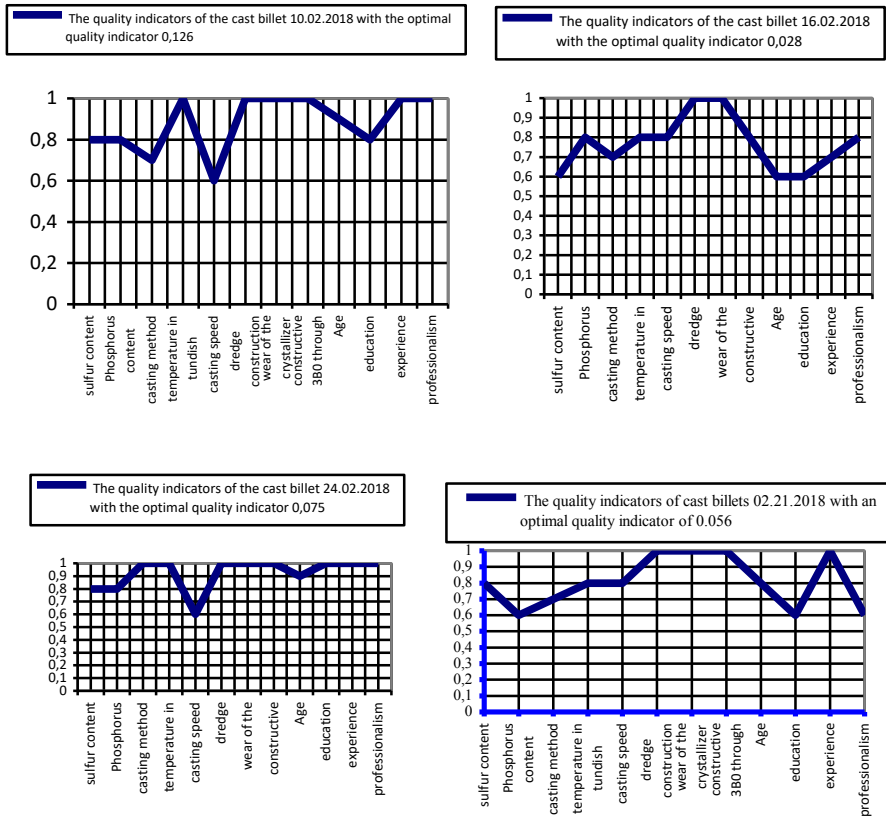 The quality indicators of the cast billet 10.02.2018 with the optimal
quality indicator 0,126
1
0,8
0,6
0,4
0,2
0
sulfur content
Phosphorus
content
casting method
temperature in
tundish
casting speed
dredge
construction
wear of the
crystallizer
constructive
3B0 through
Age
education
experience
professionalism
The quality indicators of the cast billet 16.02.2018
with the optimal quality indicator 0,028
1
0,9
0,8
0,7
0,6
0,5
0,4
0,3
0,2
0,1
0
sulfur content
Phosphorus
casting method
temperature in
casting speed
dredge
wear of the
constructive
Age
education
experience
professionalism
The quality indicators of the cast billet 24.02.2018
with the optimal quality indicator 0,075
1
0,9
0,8
0,7
0,6
0,5
0,4
0,3
0,2
0,1
0
sulfur content
Phosphorus
casting method
temperature in
casting speed
dredge
wear of the
constructive
Age
education
experience
professionalism
The quality indicators of cast billets 02.21.2018 with an
optimal quality indicator of 0.056
1
0,9
0,8
0,7
0,6
0,5
0,4
0,3
0,2
0,1
0
sulfur content
Phosphorus
content
casting method
temperature in
tundish
casting speed
dredge
construction
wear of the
crystallizer
constructive
3B0 through
Age
education
experience
professionalism